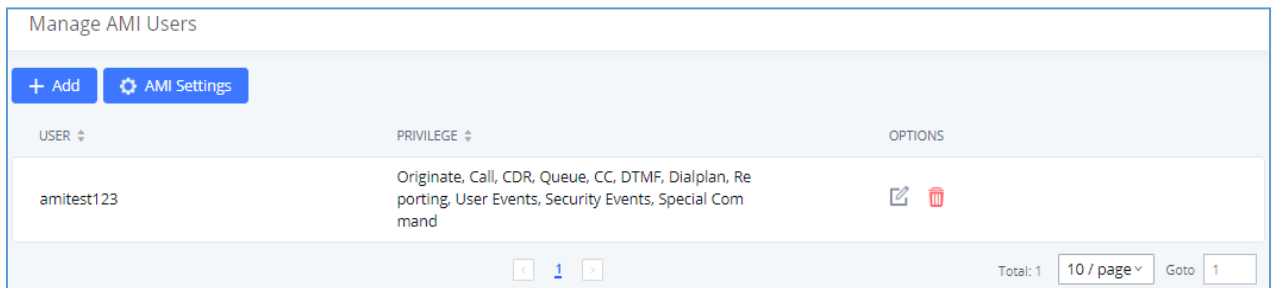 Manage AMI Users
+ Add AMI Settings
USER PRIVILEGE OPTIONS
Originate, Call, CDR, Queue, CC, DTMF, Dialplan, Re
amitest123 porting, User Events, Security Events, Special Com
mand
< 1 > Total: 1 10 / page Goto 1